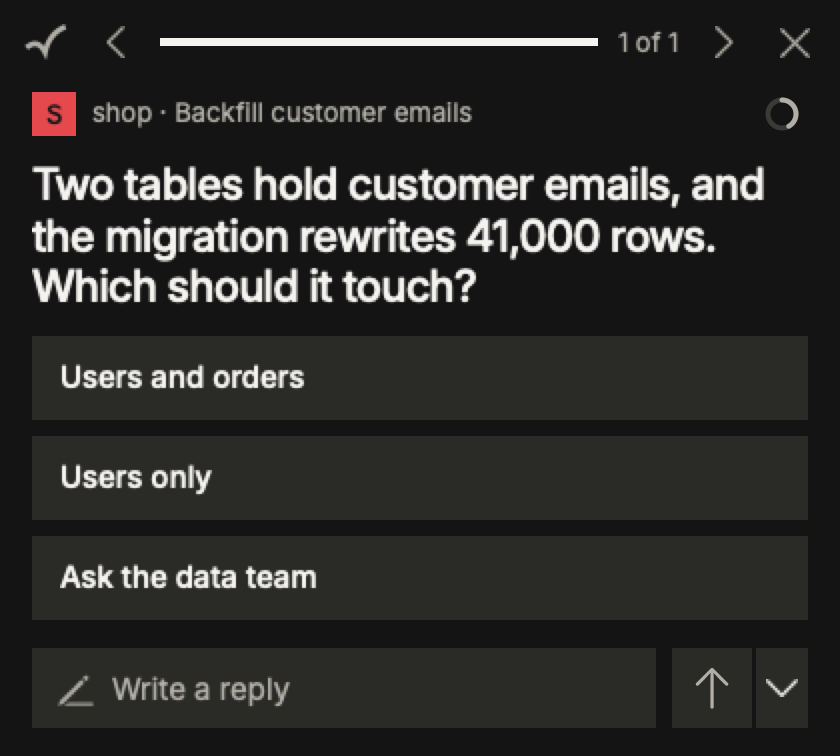 1 of 1
S shop · Backfill customer emails
Two tables hold customer emails, and
the migration rewrites 41,000 rows.
Which should it touch?
Users and orders
Users only
Ask the data team
Write a reply